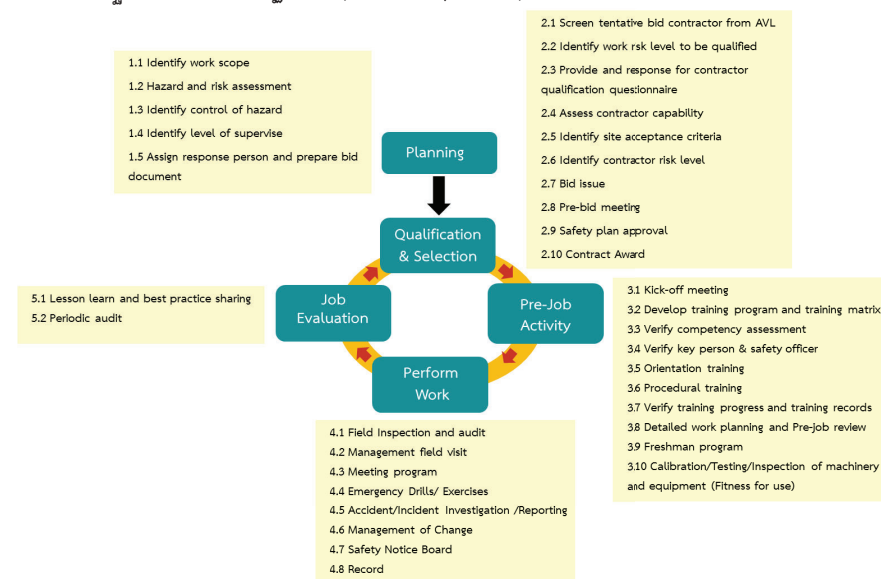 1.1 Identify work scope
1.2 Hazard and risk assessment
1.3 Identify control of hazard
1.4 Identify level of supervise
1.5 Assign response person and prepare bid
document
Planning
2.1 Screen tentative bid contractor from AVL
2.2 Identify work rsk level to be qualified
2.3 Provide and response for contractor
qualification questionnaire
2.4 Assess contractor capability
2.5 Identify site acceptance criteria
2.6 Identify contractor risk level
2.7 Bid issue
2.8 Pre-bid meeting
2.9 Safety plan approval
2.10 Contract Award
Qualification
& Selection
Pre-Job
Activity
3.1 Kick-off meeting
3.2 Develop training program and training matrix
3.3 Verify competency assessment
3.4 Verify key person & safety officer
3.5 Orientation training
3.6 Procedural training
3.7 Verify training progress and training records
3.8 Detailed work planning and Pre-job review
3.9 Freshman program
3.10 Calibration/Testing/Inspection of machinery
and equipment (Fitness for use)
Perform
Work
4.1 Field Inspection and audit
4.2 Management field visit
4.3 Meeting program
4.4 Emergency Drills/ Exercises
4.5 Accident/Incident Investigation /Reporting
4.6 Management of Change
4.7 Safety Notice Board
4.8 Record
Job
Evaluation
5.1 Lesson learn and best practice sharing
5.2 Periodic audit